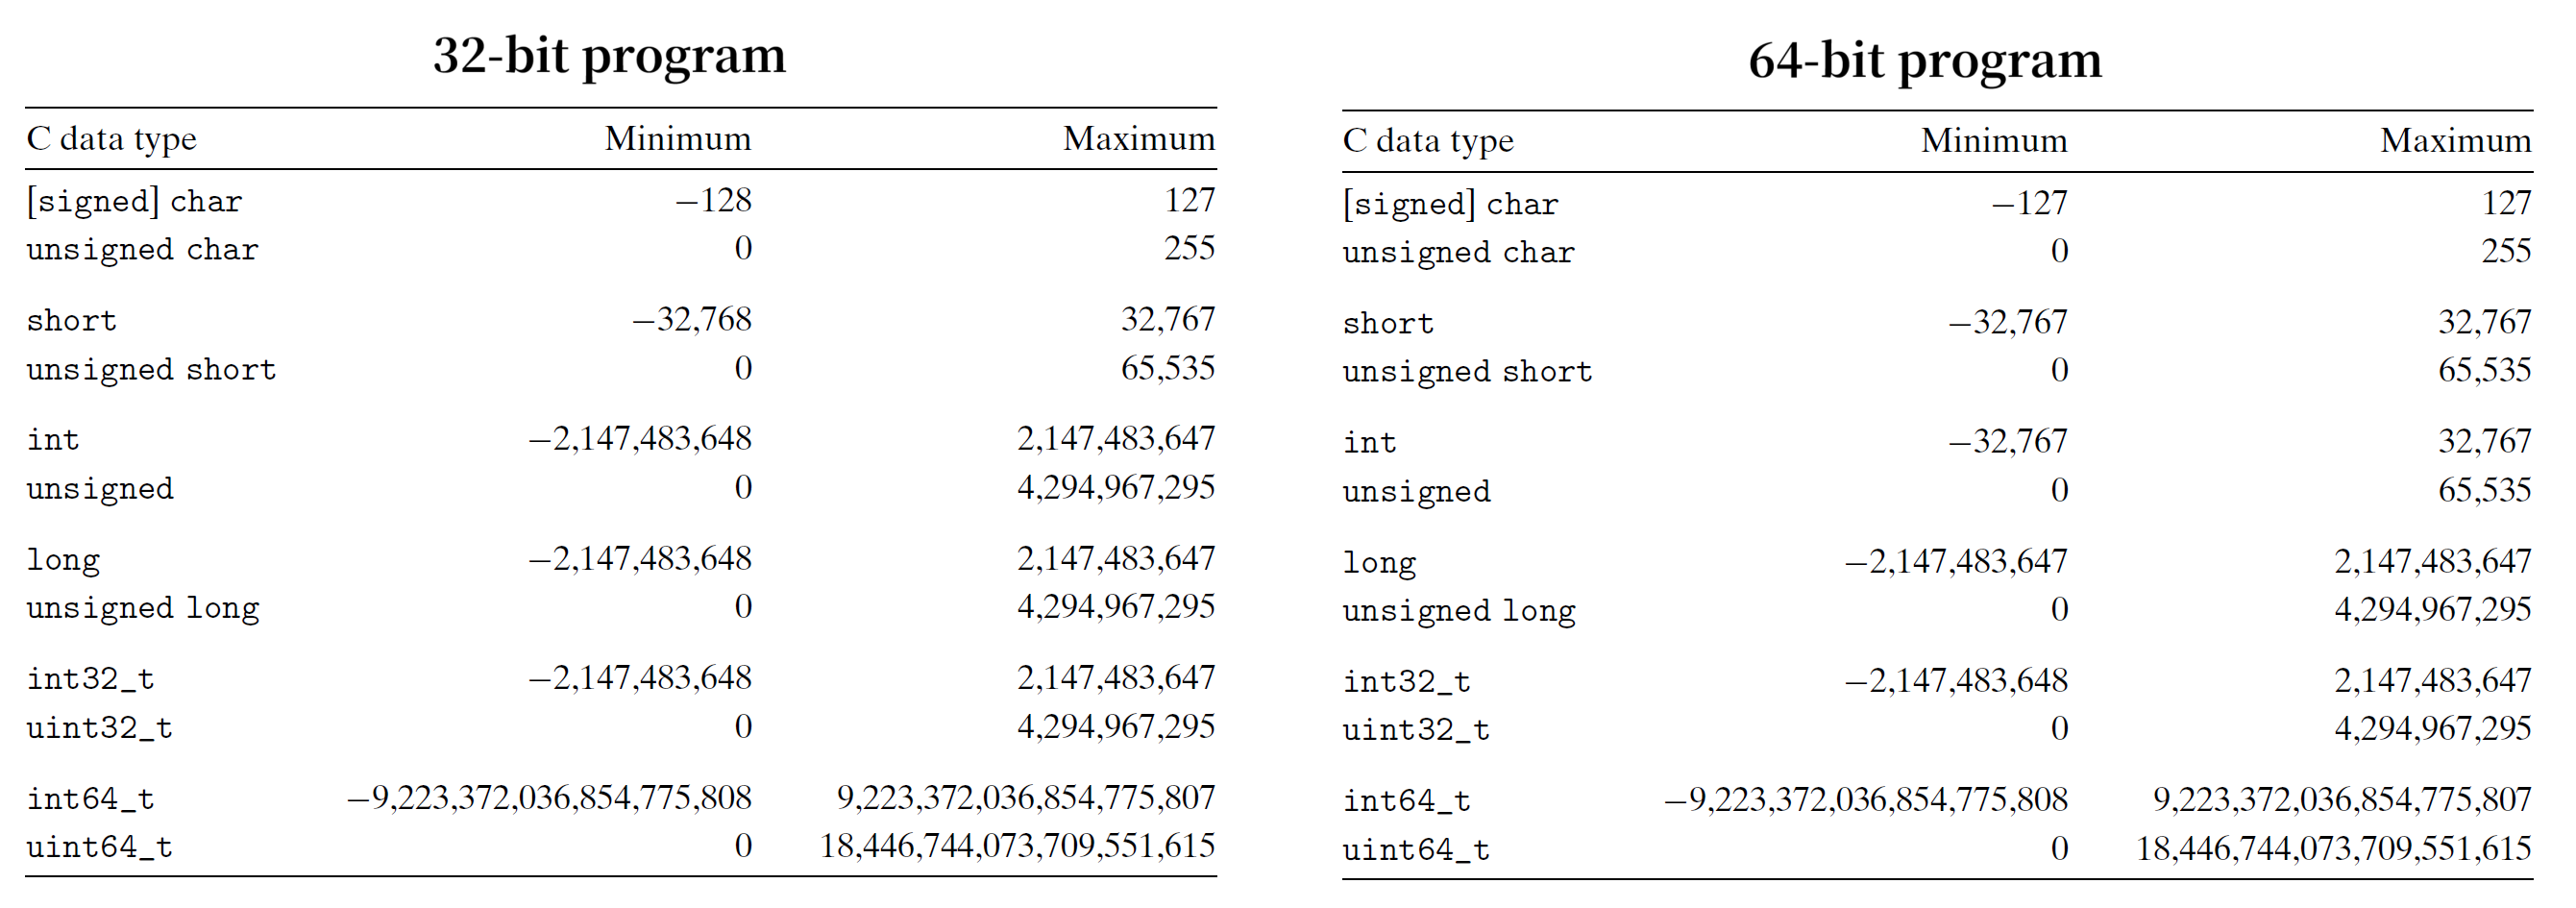 32-bit program
C data type Minimum Maximum
[signed] char −128 127
unsigned char 0 255
short −32,768 32,767
unsigned short 0 65,535
int −2,147,483,648 2,147,483,647
unsigned 0 4,294,967,295
long −2,147,483,648 2,147,483,647
unsigned long 0 4,294,967,295
int32_t −2,147,483,648 2,147,483,647
uint32_t 0 4,294,967,295
int64_t −9,223,372,036,854,775,808 9,223,372,036,854,775,807
uint64_t 0 18,446,744,073,709,551,615
64-bit program
C data type Minimum Maximum
[signed] char −127 127
unsigned char 0 255
short −32,767 32,767
unsigned short 0 65,535
int −32,767 32,767
unsigned 0 65,535
long −2,147,483,647 2,147,483,647
unsigned long 0 4,294,967,295
int32_t −2,147,483,648 2,147,483,647
uint32_t 0 4,294,967,295
int64_t −9,223,372,036,854,775,808 9,223,372,036,854,775,807
uint64_t 0 18,446,744,073,709,551,615